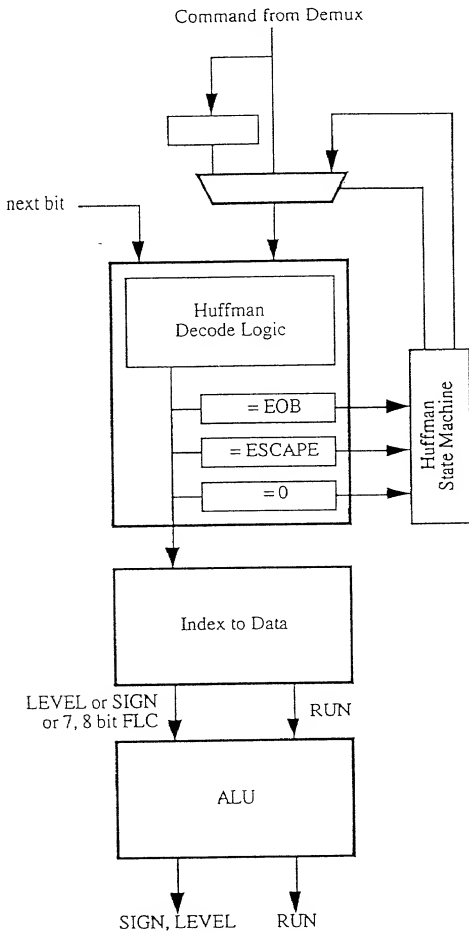 Command from Demux
next bit
Huffman
Decode Logic
= EOB
= ESCAPE
= 0
Huffman
State Machine
Index to Data
LEVEL or SIGN
or 7, 8 bit FLC
RUN
ALU
SIGN, LEVEL
RUN